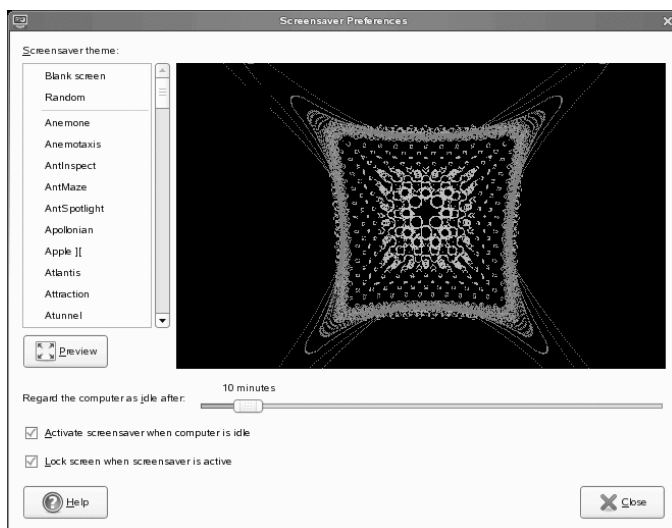 Screensaver Preferences
Screensaver theme:
Blank screen
Random
Anemone
Anemotaxis
AntInspect
AntMaze
AntSpotlight
Apollonian
Apple ][
Atlantis
Attraction
Atunnel
Preview
10 minutes
Regard the computer as idle after:
Activate screensaver when computer is idle
Lock screen when screensaver is active
Help
Close